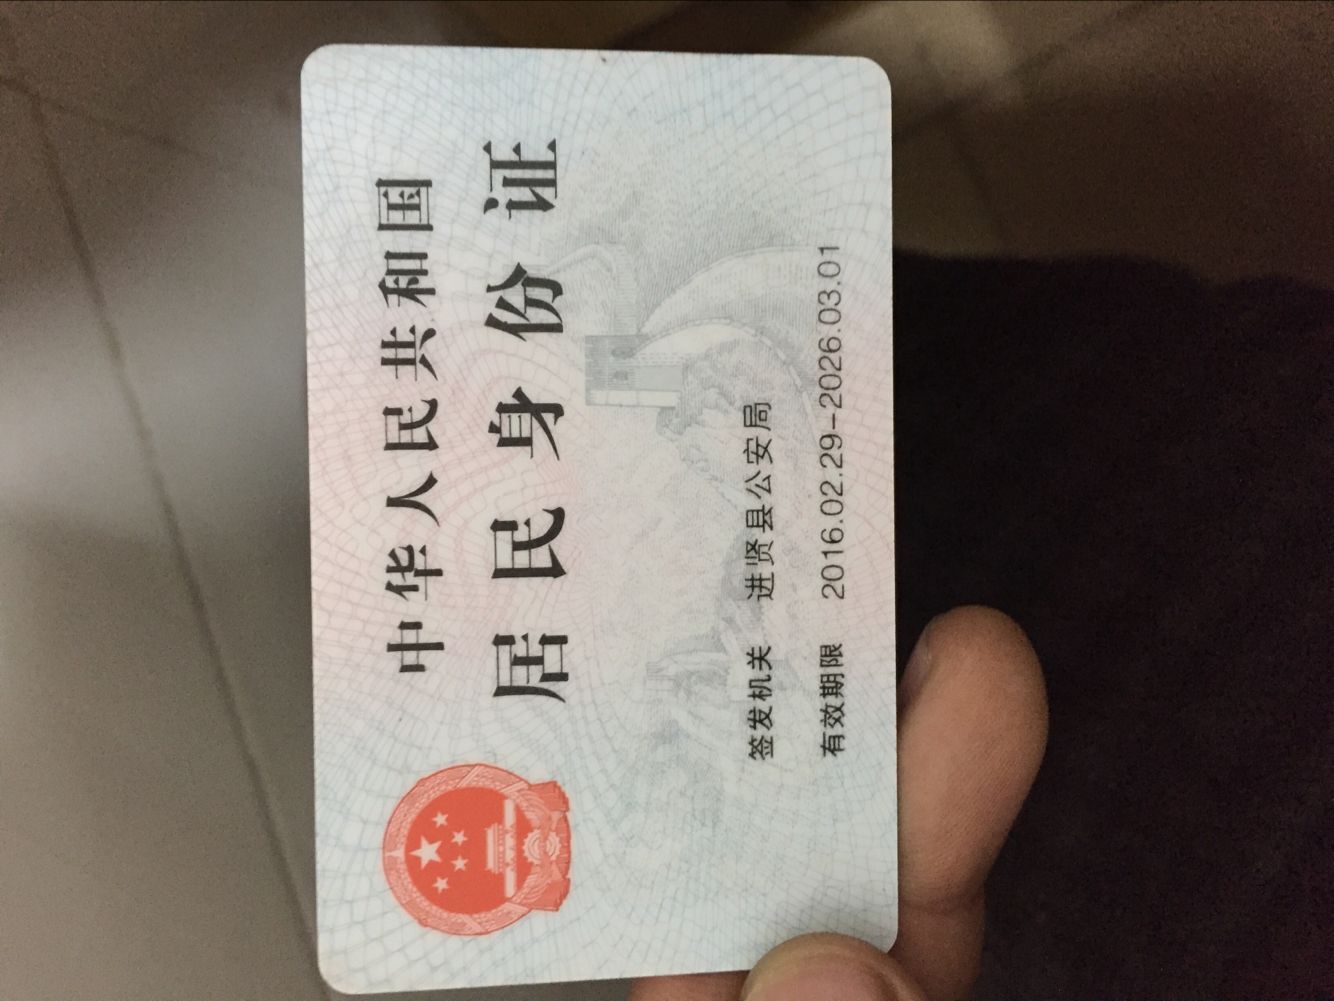 中华人民共和国
居民身份证
签发机关 进贤县公安局
有效期限 2016.02.29-2026.03.01